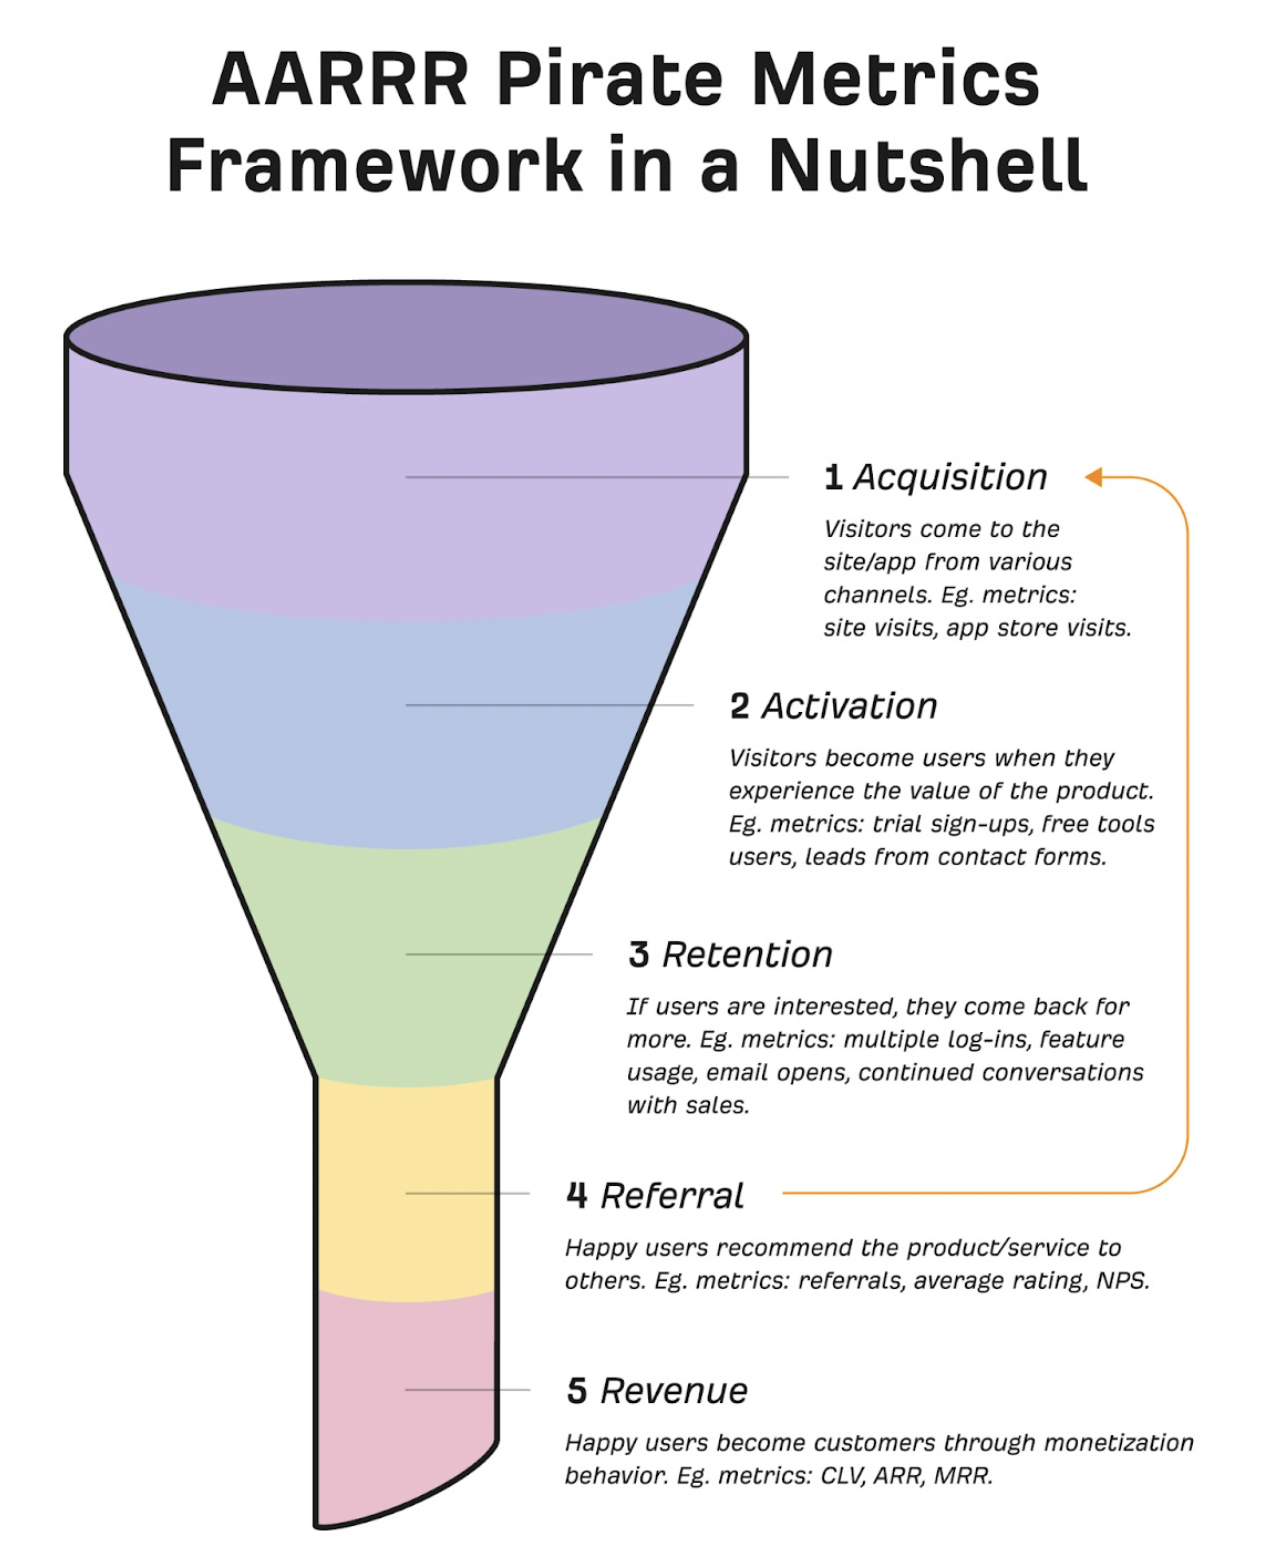 AARRR Pirate Metrics
Framework in a Nutshell
1 Acquisition
Visitors come to the
site/app from various
channels. Eg. metrics:
site visits, app store visits.
2 Activation
Visitors become users when they
experience the value of the product.
Eg. metrics: trial sign-ups, free tools
users, leads from contact forms.
3 Retention
If users are interested, they come back for
more. Eg. metrics: multiple log-ins, feature
usage, email opens, continued conversations
with sales.
4 Referral
Happy users recommend the product/service to
others. Eg. metrics: referrals, average rating, NPS.
5 Revenue
Happy users become customers through monetization
behavior. Eg. metrics: CLV, ARR, MRR.